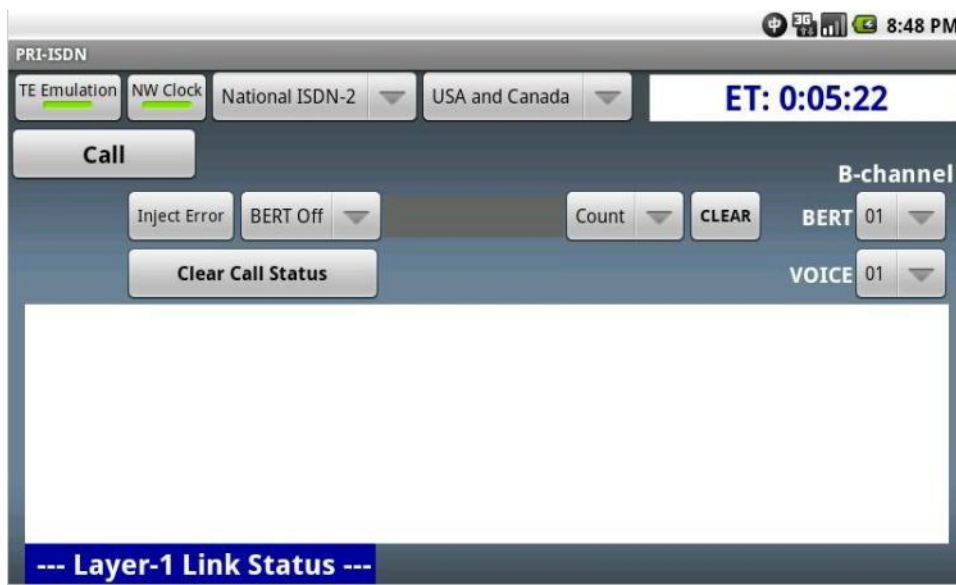 3G 8:48 PM
PRI-ISDN
TE Emulation NW Clock National ISDN-2 USA and Canada ET: 0:05:22
Call
B-channel
Inject Error BERT Off Count CLEAR BERT 01
Clear Call Status VOICE 01
--- Layer-1 Link Status ---